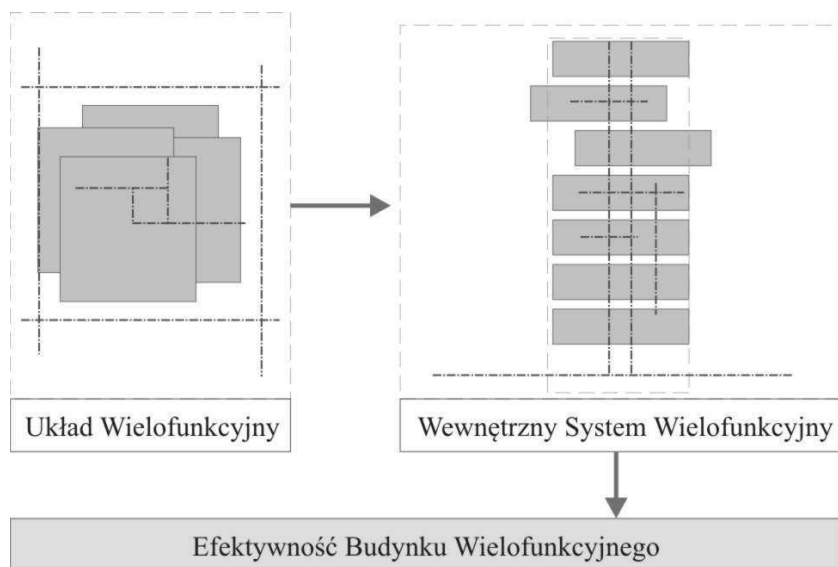 Układ Wielofunkcyjny
Wewnętrzny System Wielofunkcyjny
Efektywność Budynku Wielofunkcyjnego